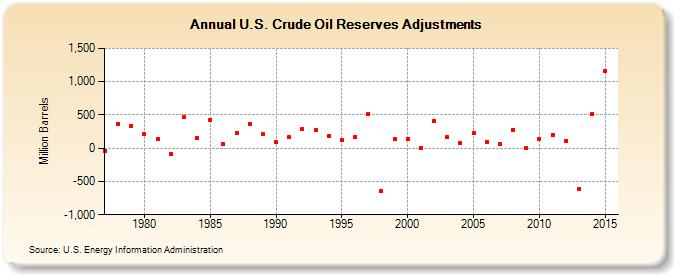 Annual U.S. Crude Oil Reserves Adjustments
Million Barrels
1,500
1,000
500
0
-500
-1,000
1980 1985 1990 1995 2000 2005 2010 2015
Source: U.S. Energy Information Administration